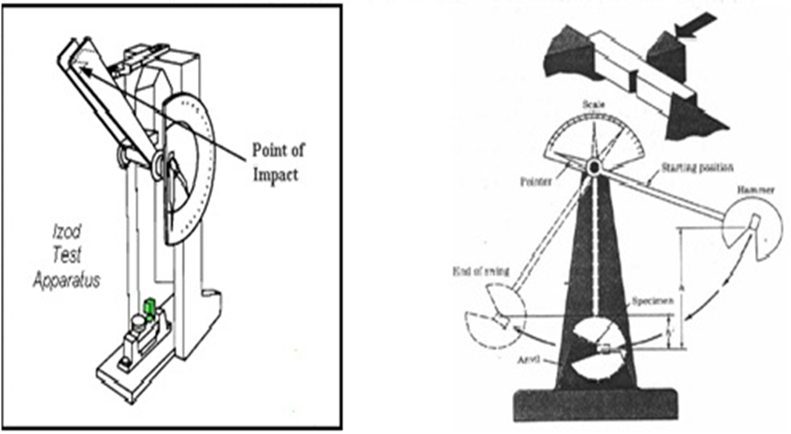 Point of
Impact
Izod
Test
Apparatus
Scale
Pointer
Starting position
Hammer
End of swing
Specimen
Anvil
h